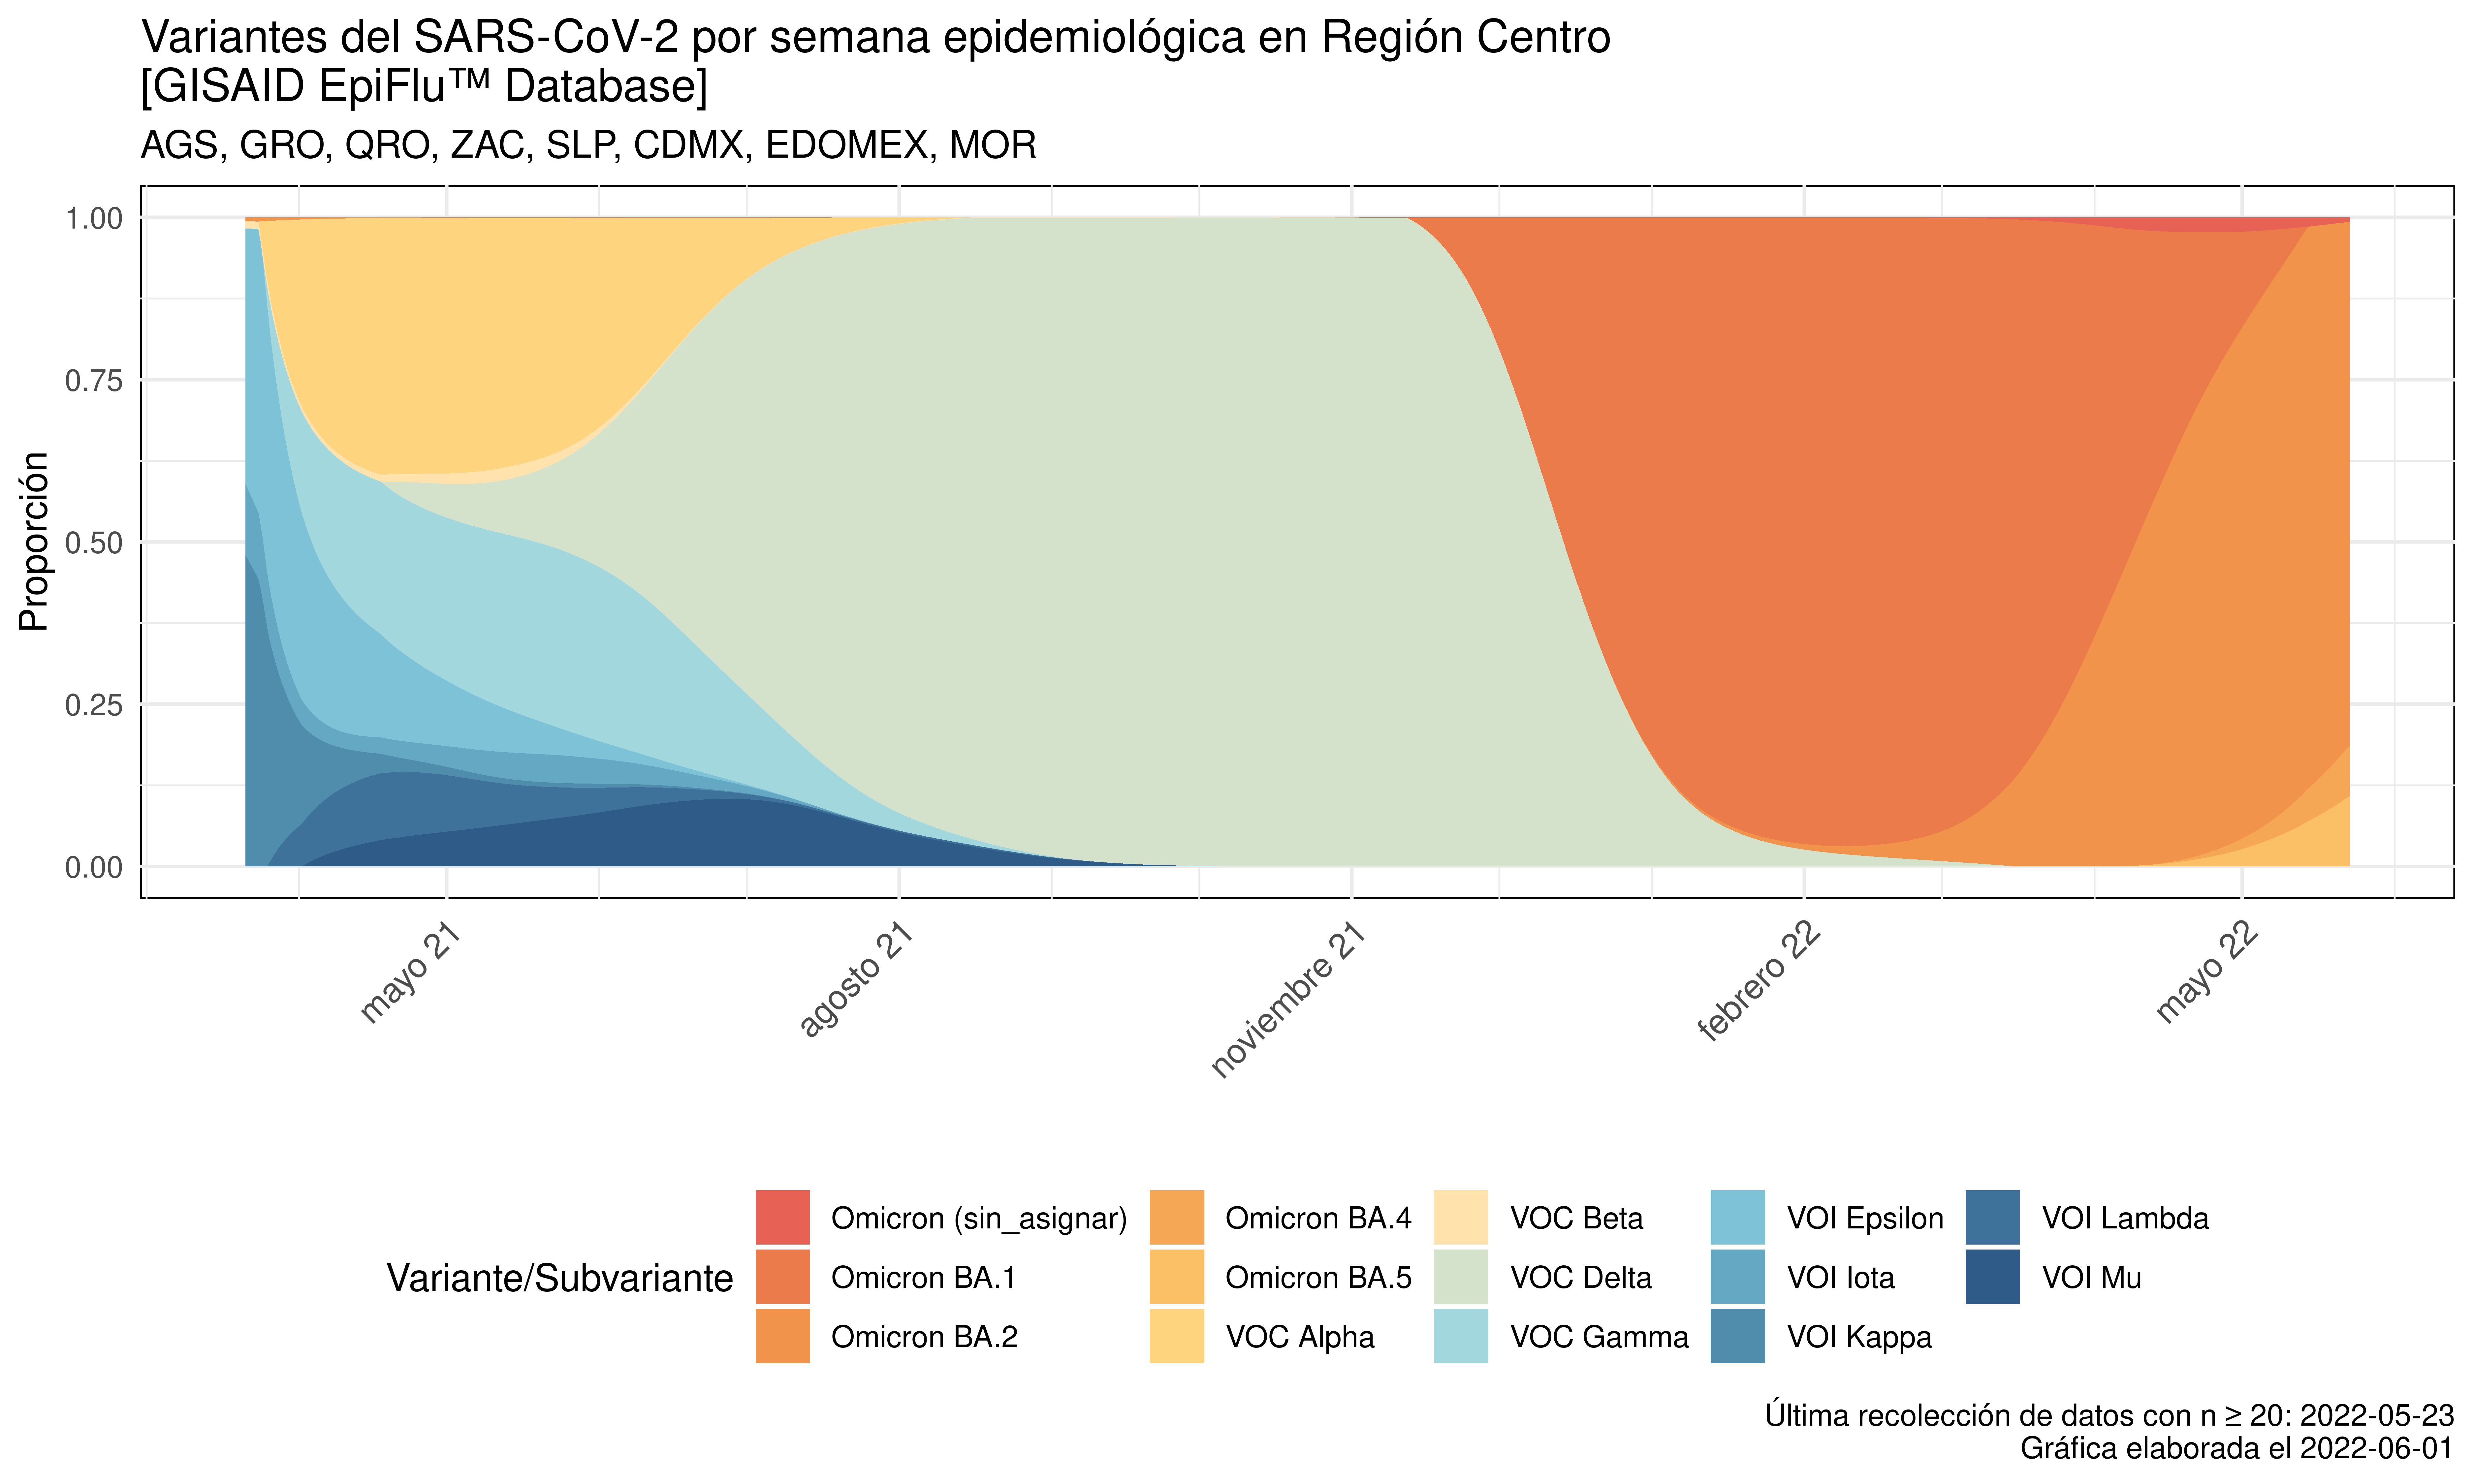 Variantes del SARS-CoV-2 por semana epidemiológica en Región Centro
[GISAID EpiFlu™ Database]
AGS, GRO, QRO, ZAC, SLP, CDMX, EDOMEX, MOR
Proporción
1.00
0.75
0.50
0.25
0.00
mayo 21
agosto 21
noviembre 21
febrero 22
mayo 22
Variante/Subvariante
Omicron (sin_asignar)
Omicron BA.1
Omicron BA.2
Omicron BA.4
Omicron BA.5
VOC Alpha
VOC Beta
VOC Delta
VOC Gamma
VOI Epsilon
VOI Iota
VOI Kappa
VOI Lambda
VOI Mu
Última recolección de datos con n ≥ 20: 2022-05-23
Gráfica elaborada el 2022-06-01